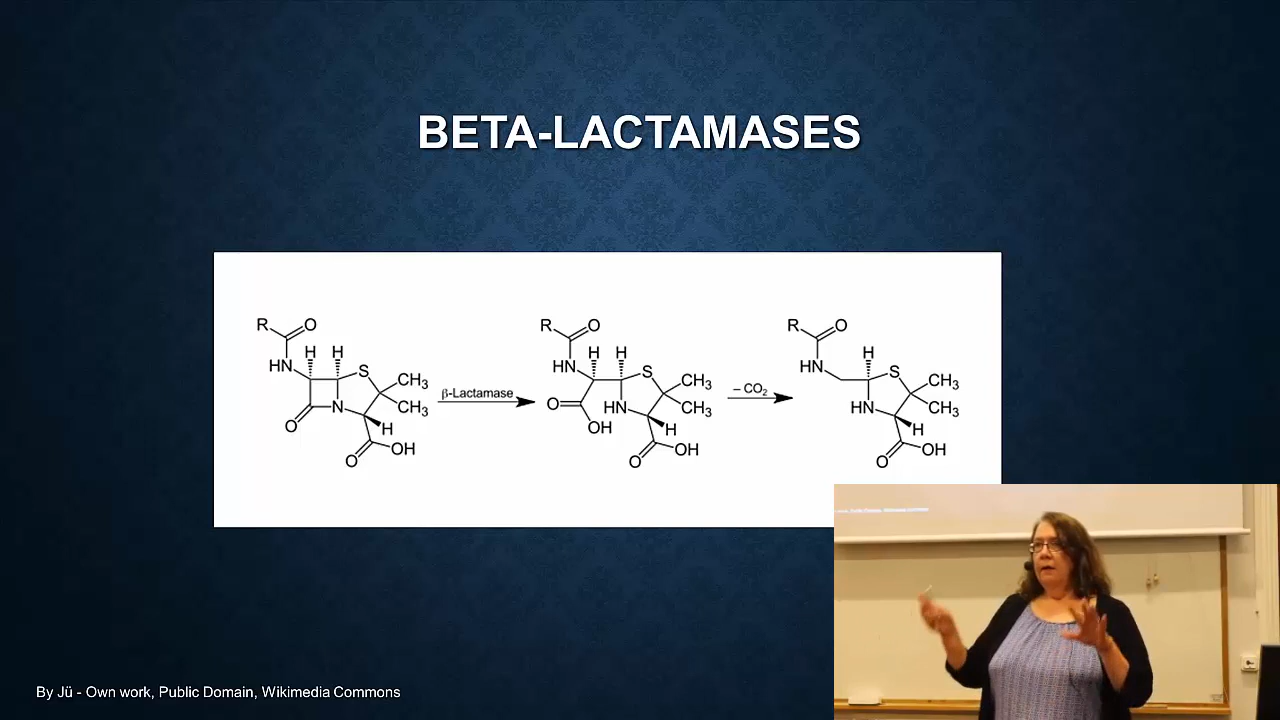 BETA-LACTAMASES
R
O
HN
H
H
S
CH3
CH3
N
O
H
O
OH
β-Lactamase
R
O
HN
H
H
S
CH3
CH3
O
OH
HN
H
O
OH
– CO2
R
O
HN
H
S
CH3
CH3
HN
H
O
OH
By Jü - Own work, Public Domain, Wikimedia Commons